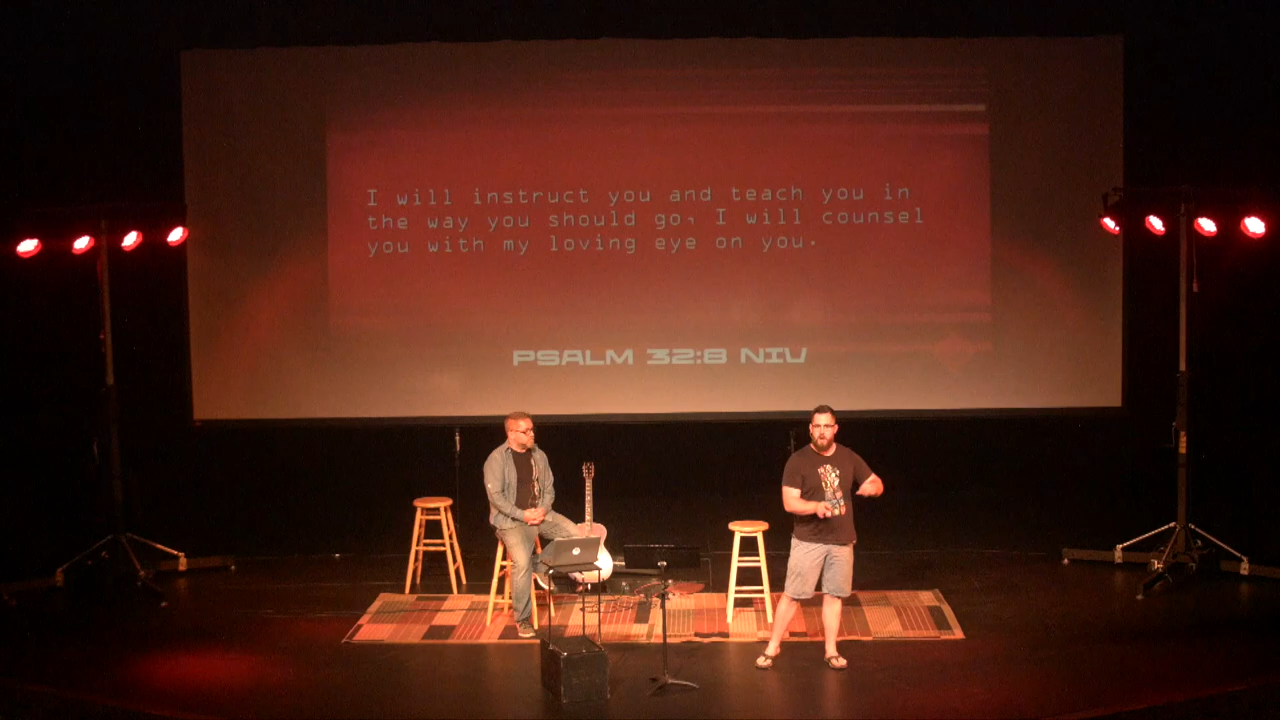 I will instruct you and teach you in
the way you should go, I will counsel
you with my loving eye on you.
PSALM 32:8 NIV